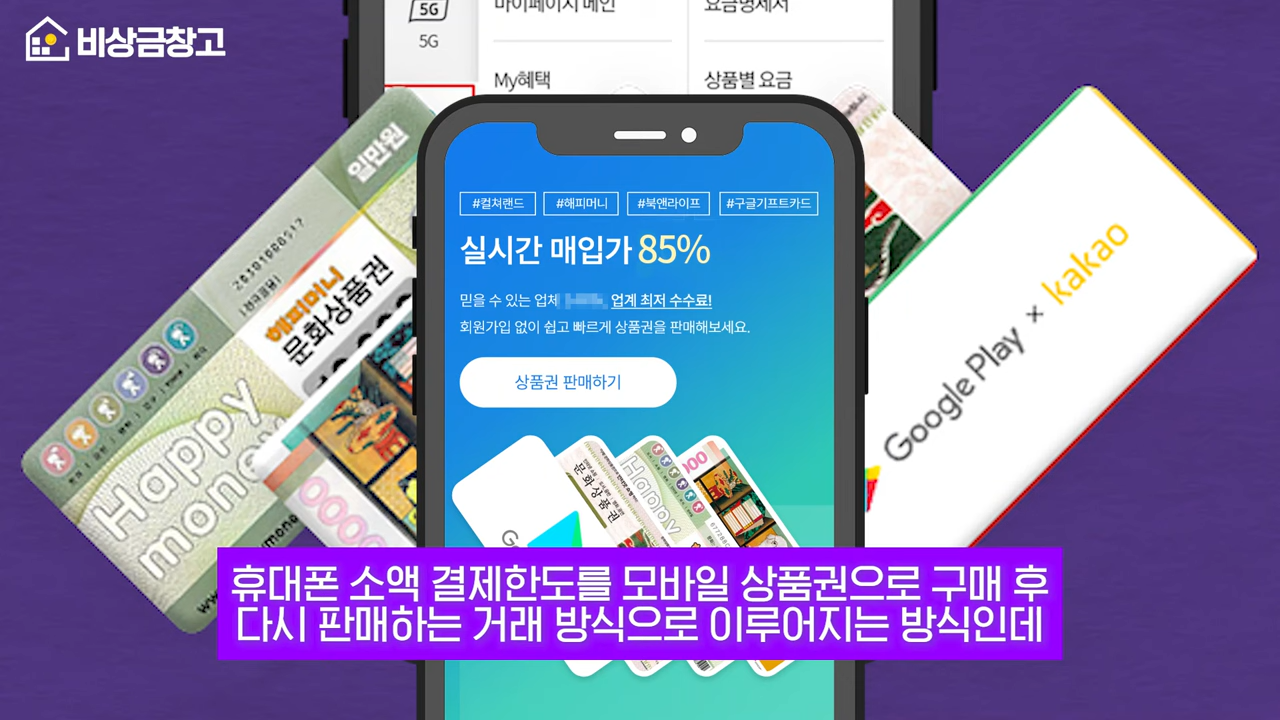 비상금창고
5G
5G
마이페이지 메인
요금명세서
My혜택
상품별 요금
일만원
해피머니
문화상품권
Happy
money
#컬쳐랜드 #해피머니 #북앤라이프 #구글기프트카드
실시간 매입가 85%
믿을 수 있는 업체 업계 최저 수수료!
회원가입 없이 쉽고 빠르게 상품권을 판매해보세요.
상품권 판매하기
Google Play × kakao
문화상품권
Happy
휴대폰 소액 결제한도를 모바일 상품권으로 구매 후
다시 판매하는 거래 방식으로 이루어지는 방식인데